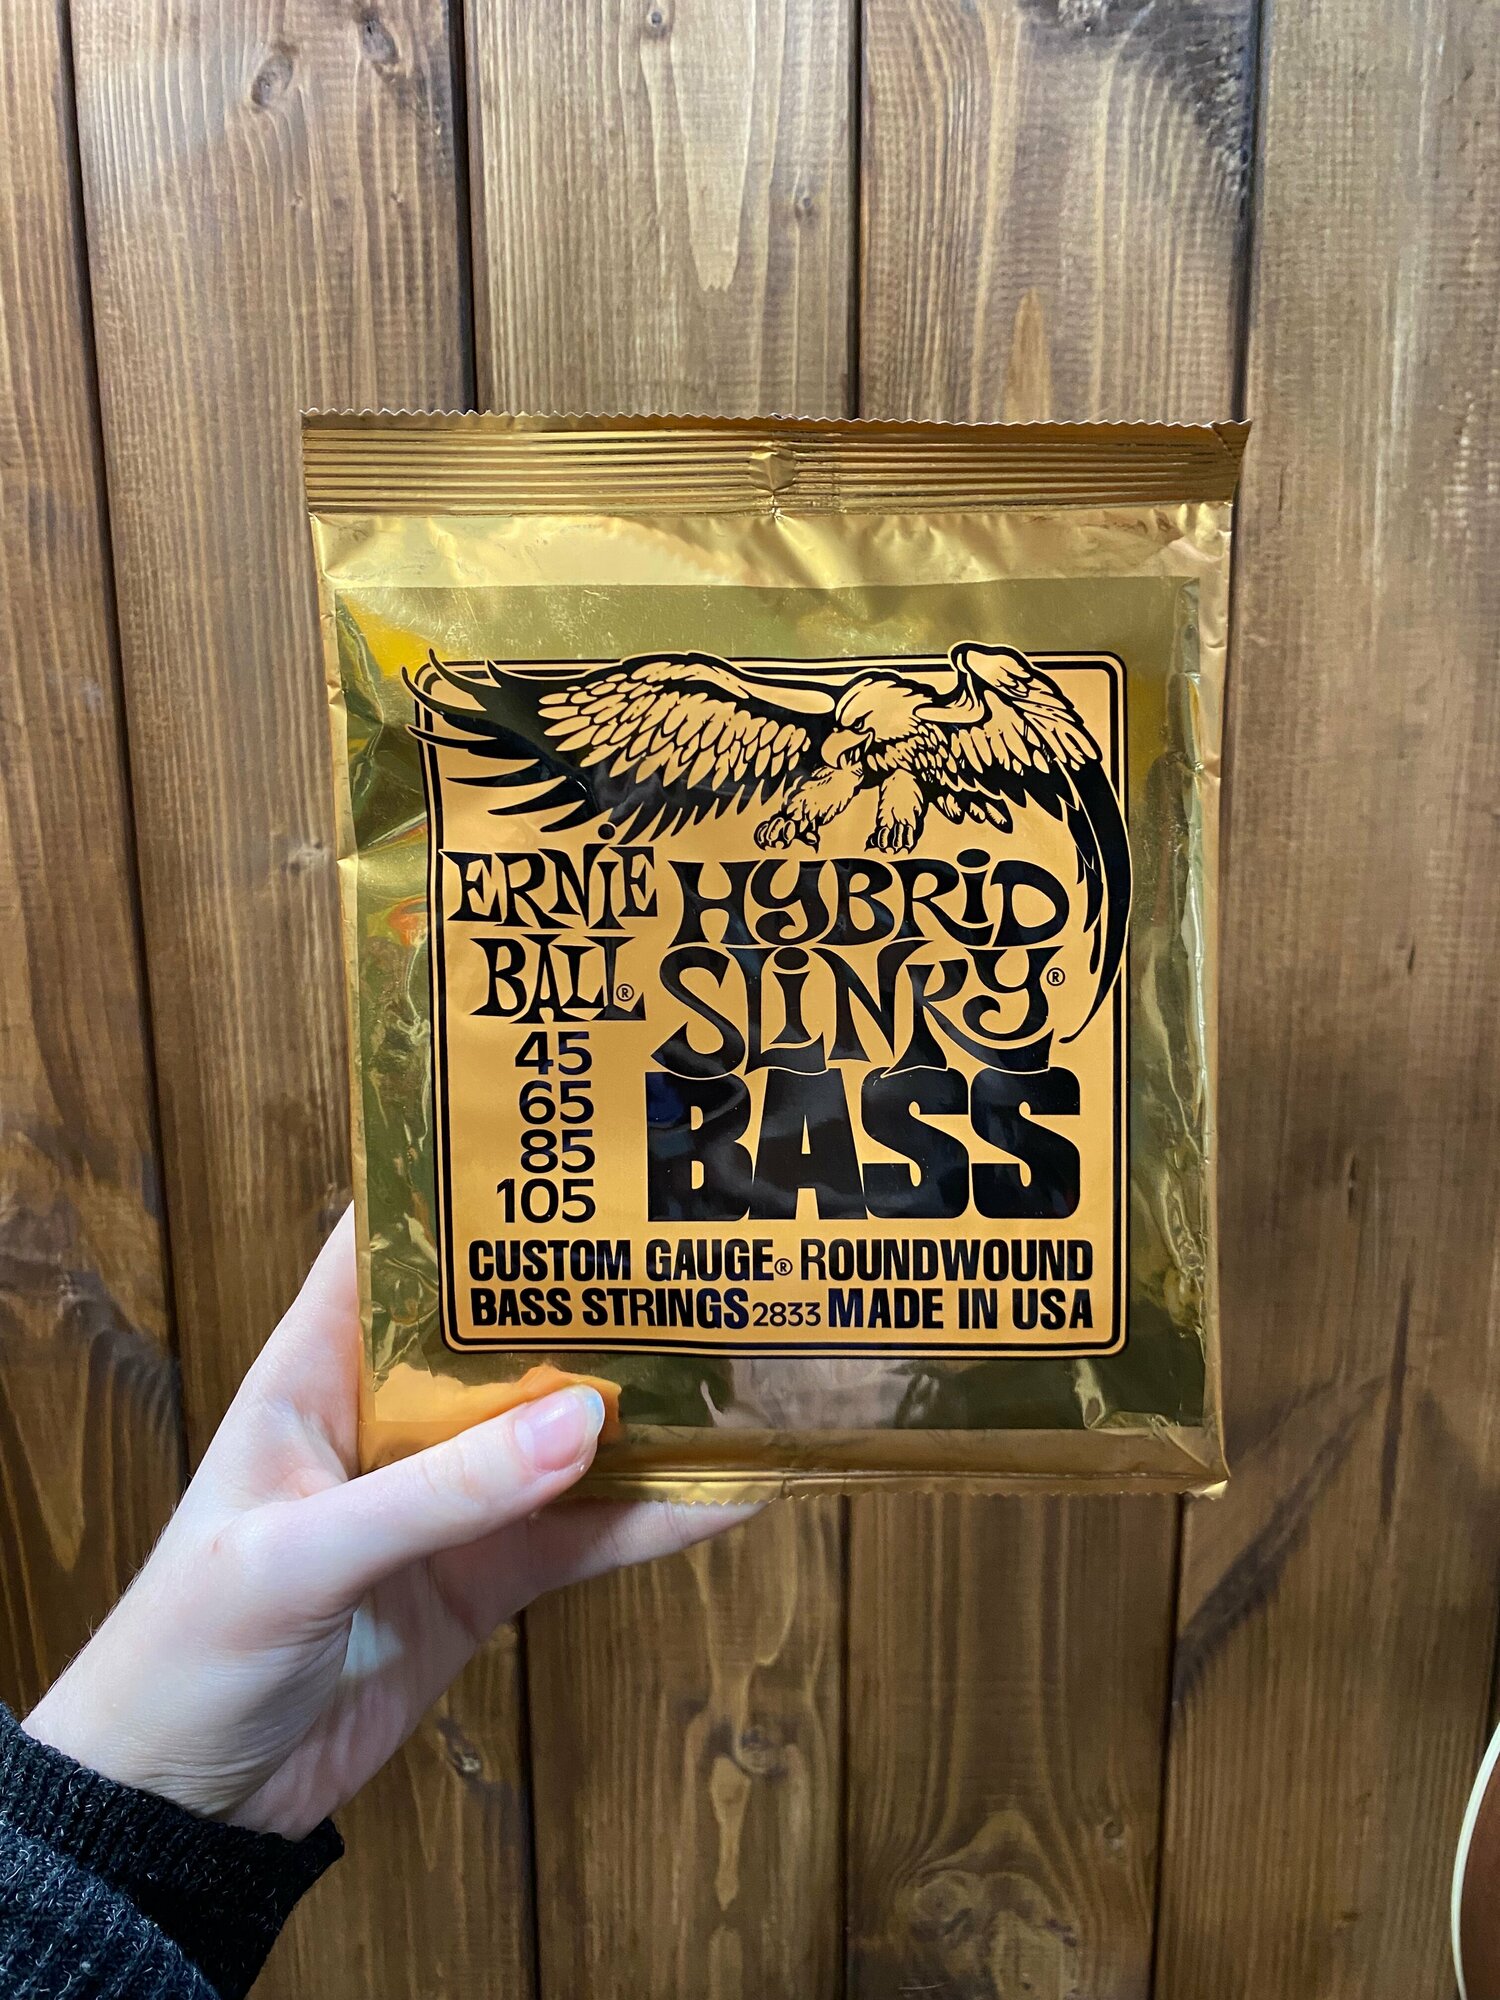 ERNiE
BALL®
HYBRiD
SLiNKY®
BASS
45
65
85
105
CUSTOM GAUGE® ROUNDWOUND
BASS STRINGS 2833 MADE IN USA